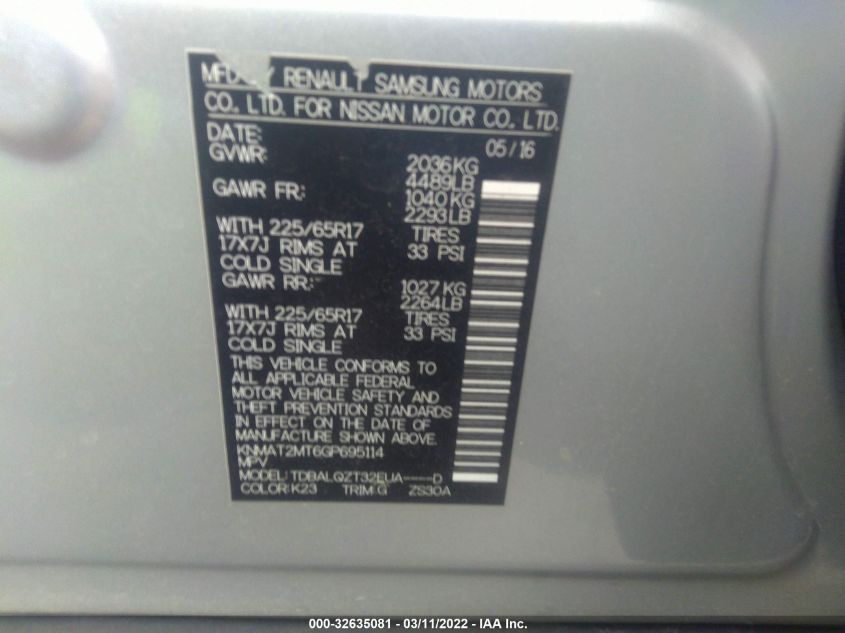 MFD BY RENAULT SAMSUNG MOTORS
CO., LTD. FOR NISSAN MOTOR CO., LTD.
DATE: 05/16
GVWR: 2036KG
4489LB
GAWR FR: 1040KG
2293LB
WITH 225/65R17 TIRES
17X7J RIMS AT 33 PSI
COLD SINGLE
GAWR RR: 1027KG
2264LB
WITH 225/65R17 TIRES
17X7J RIMS AT 33 PSI
COLD SINGLE
THIS VEHICLE CONFORMS TO
ALL APPLICABLE FEDERAL
MOTOR VEHICLE SAFETY AND
THEFT PREVENTION STANDARDS
IN EFFECT ON THE DATE OF
MANUFACTURE SHOWN ABOVE.
KNMAT2MT6GP695114
MPV
MODEL: TDBALQZT32EUA----D
COLOR:K23 TRIM:G ZS30A
000-32635081 - 03/11/2022 - IAA Inc.